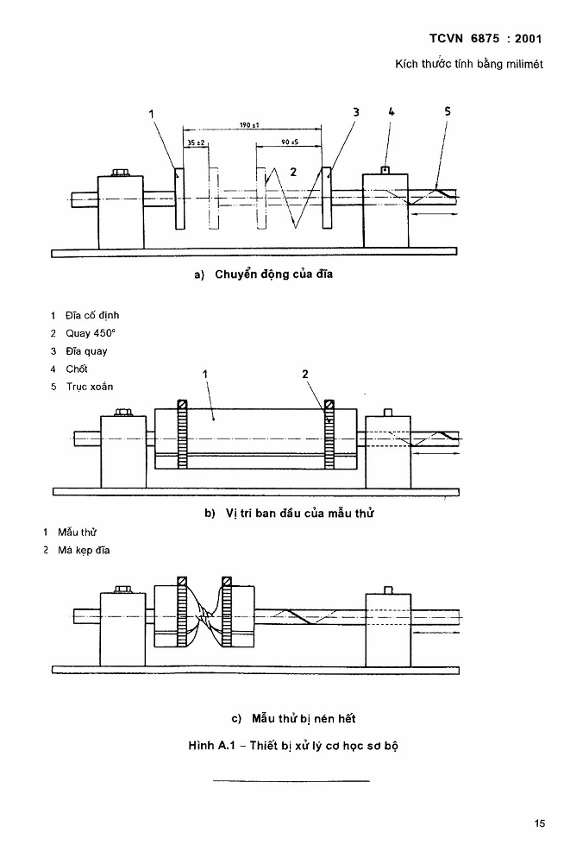 TCVN 6875 : 2001
Kích thước tính bằng milimét
1 3 4 5
190 ±1
35 ±2 90 ±5
2
a) Chuyển động của đĩa
1 Đĩa cố định
2 Quay 450°
3 Đĩa quay
4 Chốt
5 Trục xoắn
1 2
b) Vị trí ban đầu của mẫu thử
1 Mẫu thử
2 Má kẹp đĩa
c) Mẫu thử bị nén hết
Hình A.1 – Thiết bị xử lý cơ học sơ bộ
15